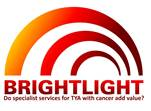 BRIGHTLIGHT
Do specialist services for TYA with cancer add value?